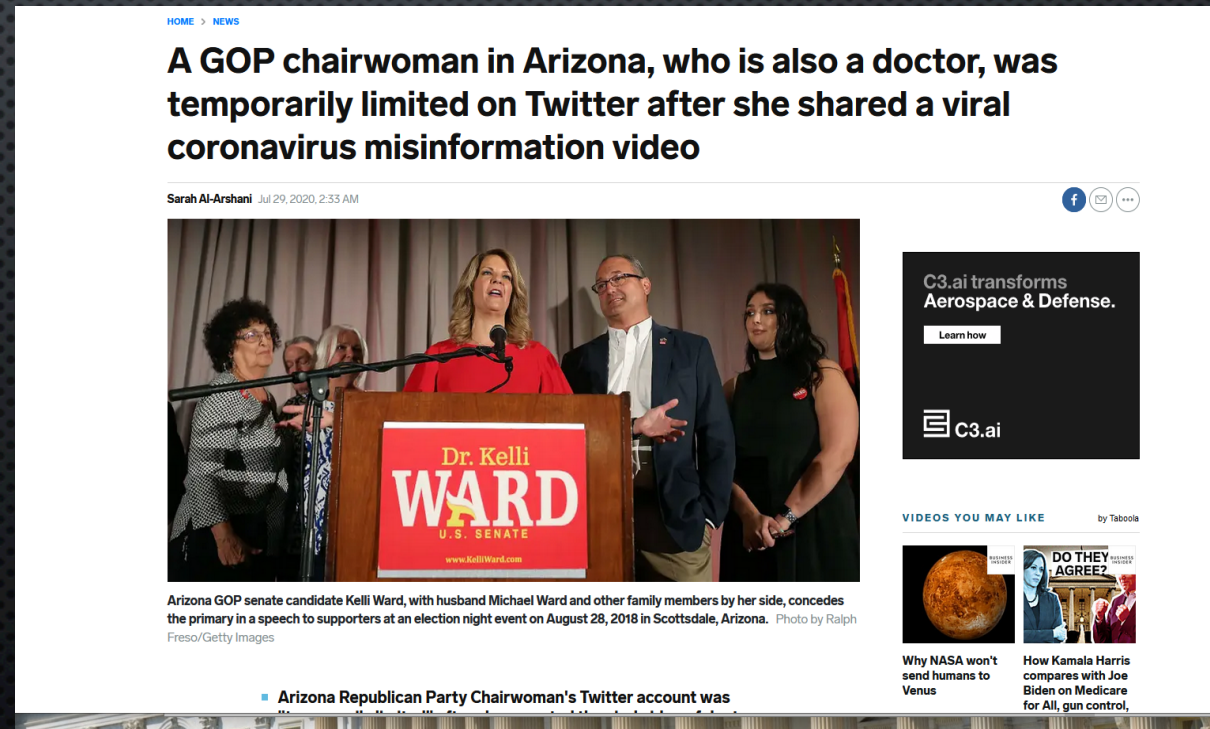 HOME > NEWS
A GOP chairwoman in Arizona, who is also a doctor, was
temporarily limited on Twitter after she shared a viral
coronavirus misinformation video
Sarah Al-Arshani Jul 29, 2020, 2:33 AM
Dr. Kelli
WARD
U.S. SENATE
www.KelliWard.com
Arizona GOP senate candidate Kelli Ward, with husband Michael Ward and other family members by her side, concedes
the primary in a speech to supporters at an election night event on August 28, 2018 in Scottsdale, Arizona. Photo by Ralph
Freso/Getty Images
Arizona Republican Party Chairwoman's Twitter account was
C3.ai transforms
Aerospace & Defense.
Learn how
C3.ai
VIDEOS YOU MAY LIKE
by Taboola
BUSINESS
INSIDER
Why NASA won't
send humans to
Venus
DO THEY
AGREE?
BUSINESS
INSIDER
How Kamala Harris
compares with Joe
Biden on Medicare
for All, gun control,